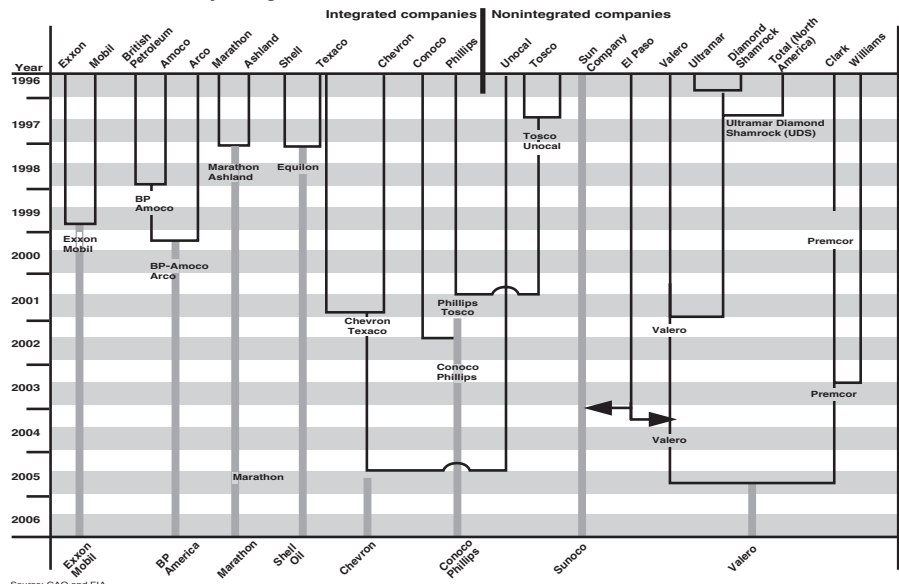 Integrated companies
Nonintegrated companies
Year
Exxon
Mobil
British
Petroleum
Amoco
Arco
Marathon
Ashland
Shell
Texaco
Chevron
Conoco
Phillips
Unocal
Tosco
Sun
Company
El Paso
Valero
Ultramar
Diamond
Shamrock
Total (North
America)
Clark
Williams
1996
1997
Tosco
Unocal
Ultramar Diamond
Shamrock (UDS)
1998
Marathon
Ashland
Equilon
BP
Amoco
1999
Exxon
Mobil
Premcor
2000
BP-Amoco
Arco
2001
Phillips
Tosco
Chevron
Texaco
Valero
2002
Conoco
Phillips
2003
Premcor
2004
Valero
2005
Marathon
2006
Exxon
Mobil
BP
America
Marathon
Shell
Oil
Chevron
Conoco
Phillips
Sunoco
Valero
Source: GAO and EIA